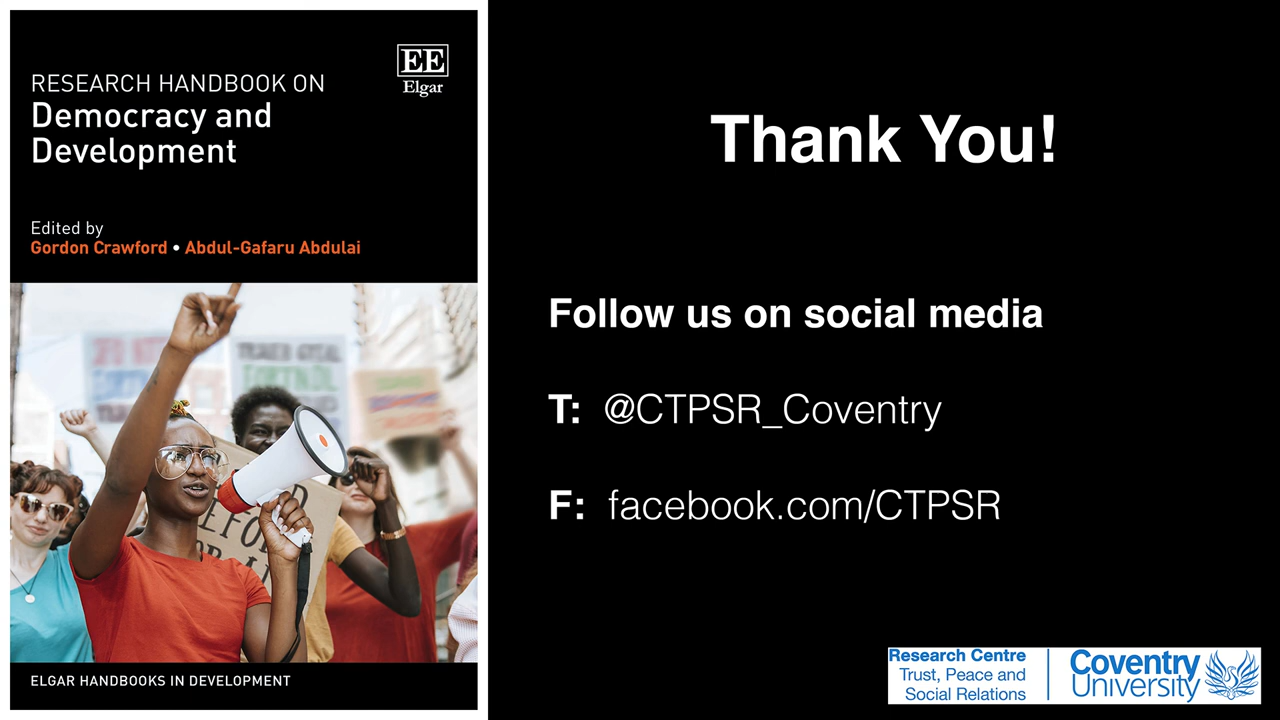 RESEARCH HANDBOOK ON
Democracy and
Development
EE
Elgar
Edited by
Gordon Crawford • Abdul-Gafaru Abdulai
ELGAR HANDBOOKS IN DEVELOPMENT
Thank You!
Follow us on social media
T: @CTPSR_Coventry
F: facebook.com/CTPSR
Research Centre
Trust, Peace and
Social Relations
Coventry
University